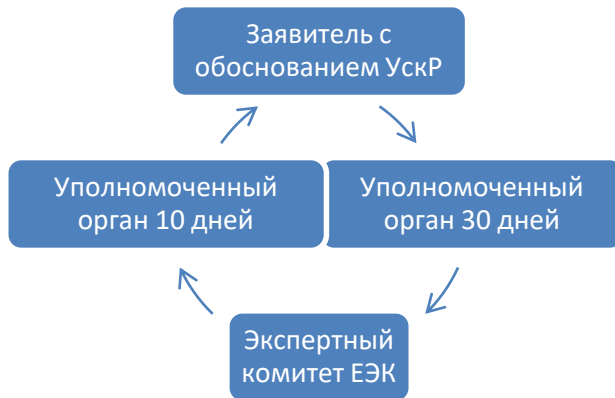 Заявитель с
обоснованием УскР
Уполномоченный
орган 10 дней
Уполномоченный
орган 30 дней
Экспертный
комитет ЕЭК